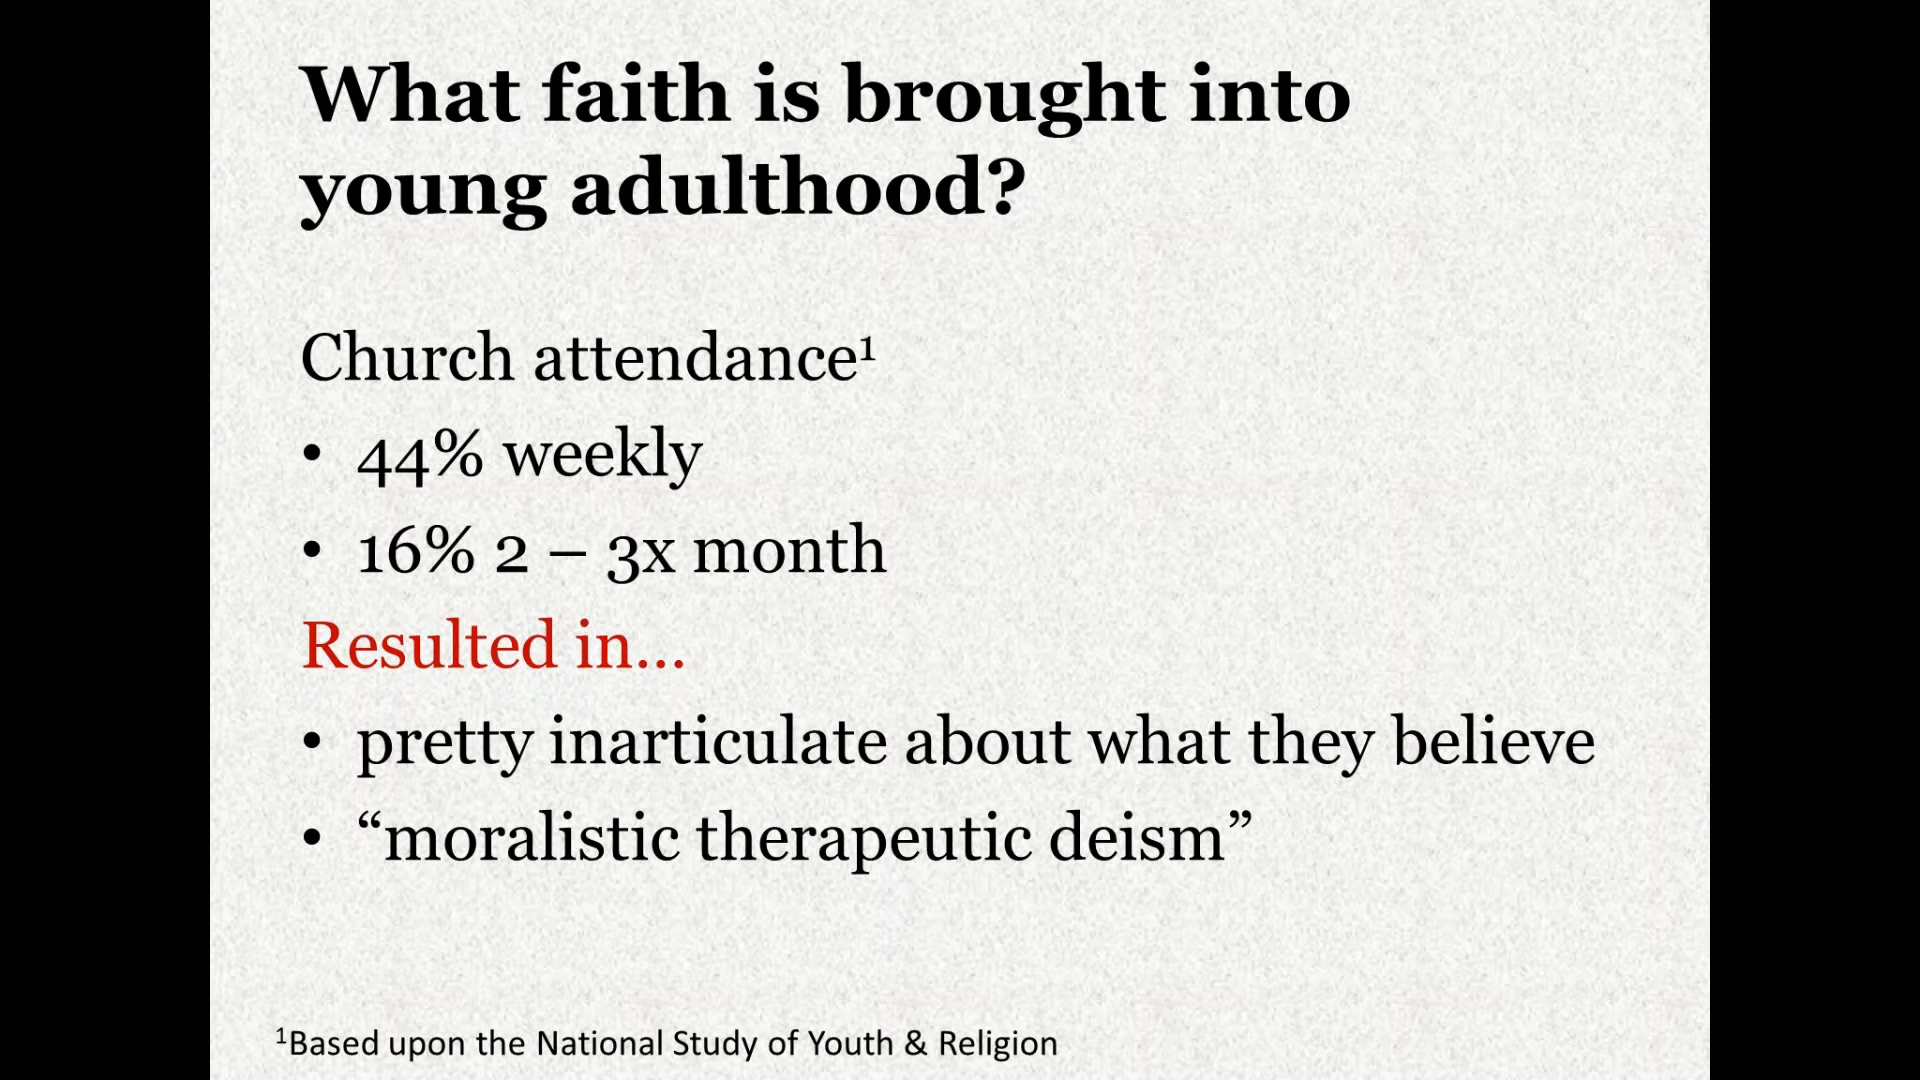 What faith is brought into
young adulthood?
Church attendance¹
• 44% weekly
• 16% 2 – 3x month
Resulted in...
• pretty inarticulate about what they believe
• “moralistic therapeutic deism”
¹Based upon the National Study of Youth & Religion